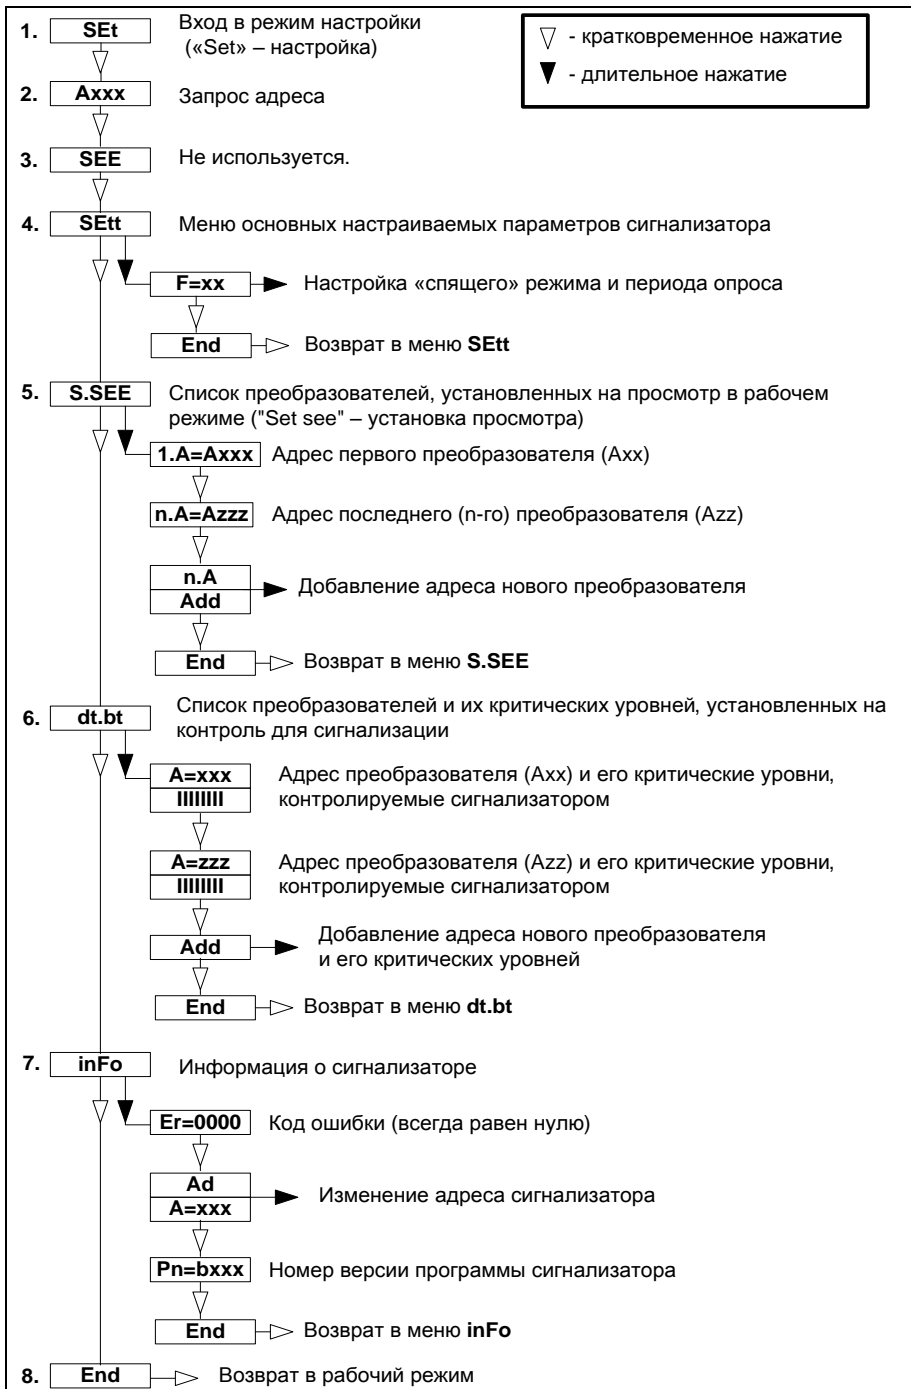 1. SEt Вход в режим настройки
(«Set» – настройка)
- кратковременное нажатие
- длительное нажатие
2. Axxx Запрос адреса
3. SEE Не используется.
4. SEtt Меню основных настраиваемых параметров сигнализатора
F=xx Настройка «спящего» режима и периода опроса
End Возврат в меню SEtt
5. S.SEE Список преобразователей, установленных на просмотр в рабочем
режиме ("Set see" – установка просмотра)
1.A=Axxx Адрес первого преобразователя (Axx)
n.A=Azzz Адрес последнего (n-го) преобразователя (Azz)
n.A
Add Добавление адреса нового преобразователя
End Возврат в меню S.SEE
6. dt.bt Список преобразователей и их критических уровней, установленных на
контроль для сигнализации
A=xxx Адрес преобразователя (Axx) и его критические уровни,
IIIIIIII контролируемые сигнализатором
A=zzz Адрес преобразователя (Azz) и его критические уровни,
IIIIIIII контролируемые сигнализатором
Add Добавление адреса нового преобразователя
и его критических уровней
End Возврат в меню dt.bt
7. inFo Информация о сигнализаторе
Er=0000 Код ошибки (всегда равен нулю)
Ad
A=xxx Изменение адреса сигнализатора
Pn=bxxx Номер версии программы сигнализатора
End Возврат в меню inFo
8. End Возврат в рабочий режим